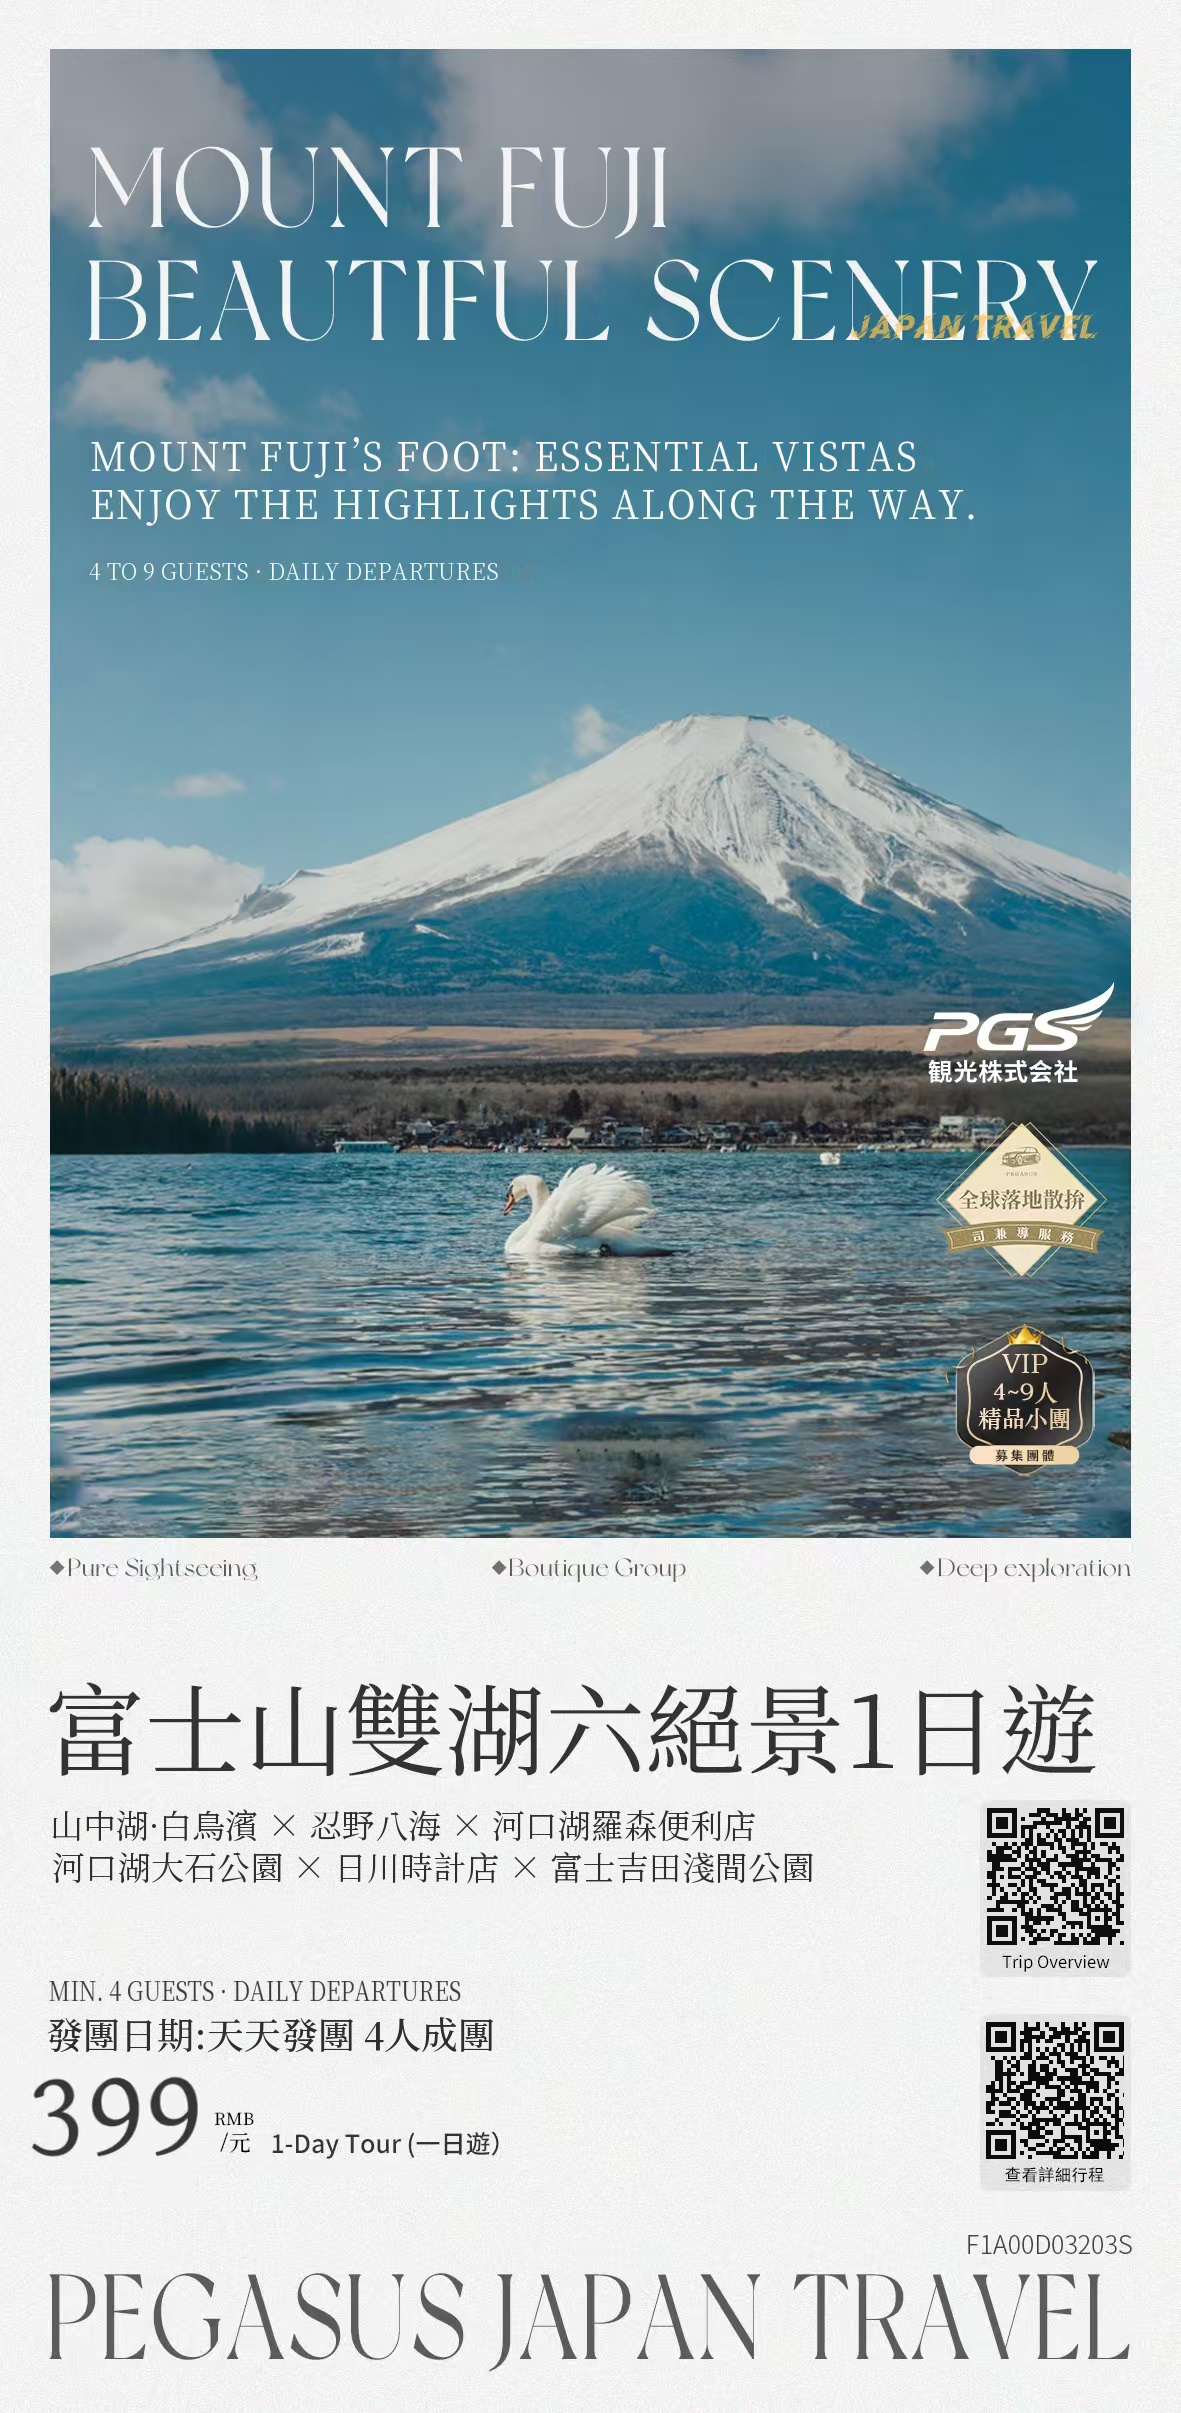 MOUNT FUJI
BEAUTIFUL SCENERY
JAPAN TRAVEL
MOUNT FUJI’S FOOT: ESSENTIAL VISTAS
ENJOY THE HIGHLIGHTS ALONG THE WAY.
4 TO 9 GUESTS · DAILY DEPARTURES
PGS
観光株式会社
PEGASUS
全球落地散拚
司兼導服務
VIP
4~9人
精品小團
募集團體
◆Pure Sightseeing
◆Boutique Group
◆Deep exploration
富士山雙湖六絕景1日遊
山中湖·白鳥濱 × 忍野八海 × 河口湖羅森便利店
河口湖大石公園 × 日川時計店 × 富士吉田淺間公園
Trip Overview
MIN. 4 GUESTS · DAILY DEPARTURES
發團日期:天天發團 4人成團
399 RMB/元 1-Day Tour (一日遊)
查看詳細行程
F1A00D03203S
PEGASUS JAPAN TRAVEL